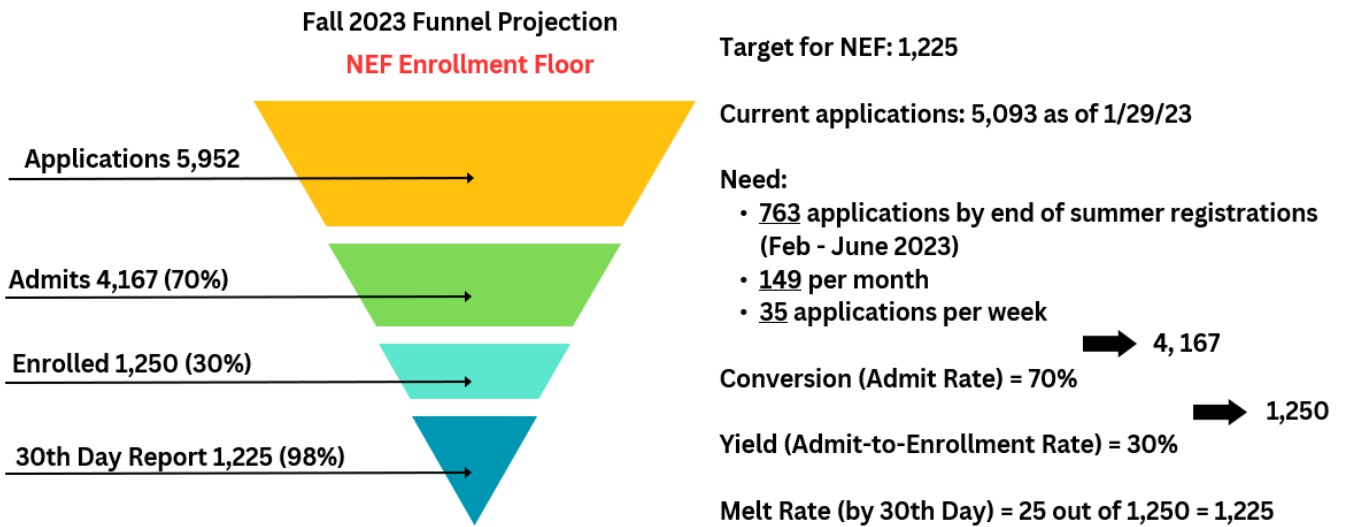 Fall 2023 Funnel Projection
NEF Enrollment Floor
Applications 5,952
Admits 4,167 (70%)
Enrolled 1,250 (30%)
30th Day Report 1,225 (98%)
Target for NEF: 1,225
Current applications: 5,093 as of 1/29/23
Need:
• 763 applications by end of summer registrations
(Feb - June 2023)
• 149 per month
• 35 applications per week
4, 167
Conversion (Admit Rate) = 70%
1,250
Yield (Admit-to-Enrollment Rate) = 30%
Melt Rate (by 30th Day) = 25 out of 1,250 = 1,225